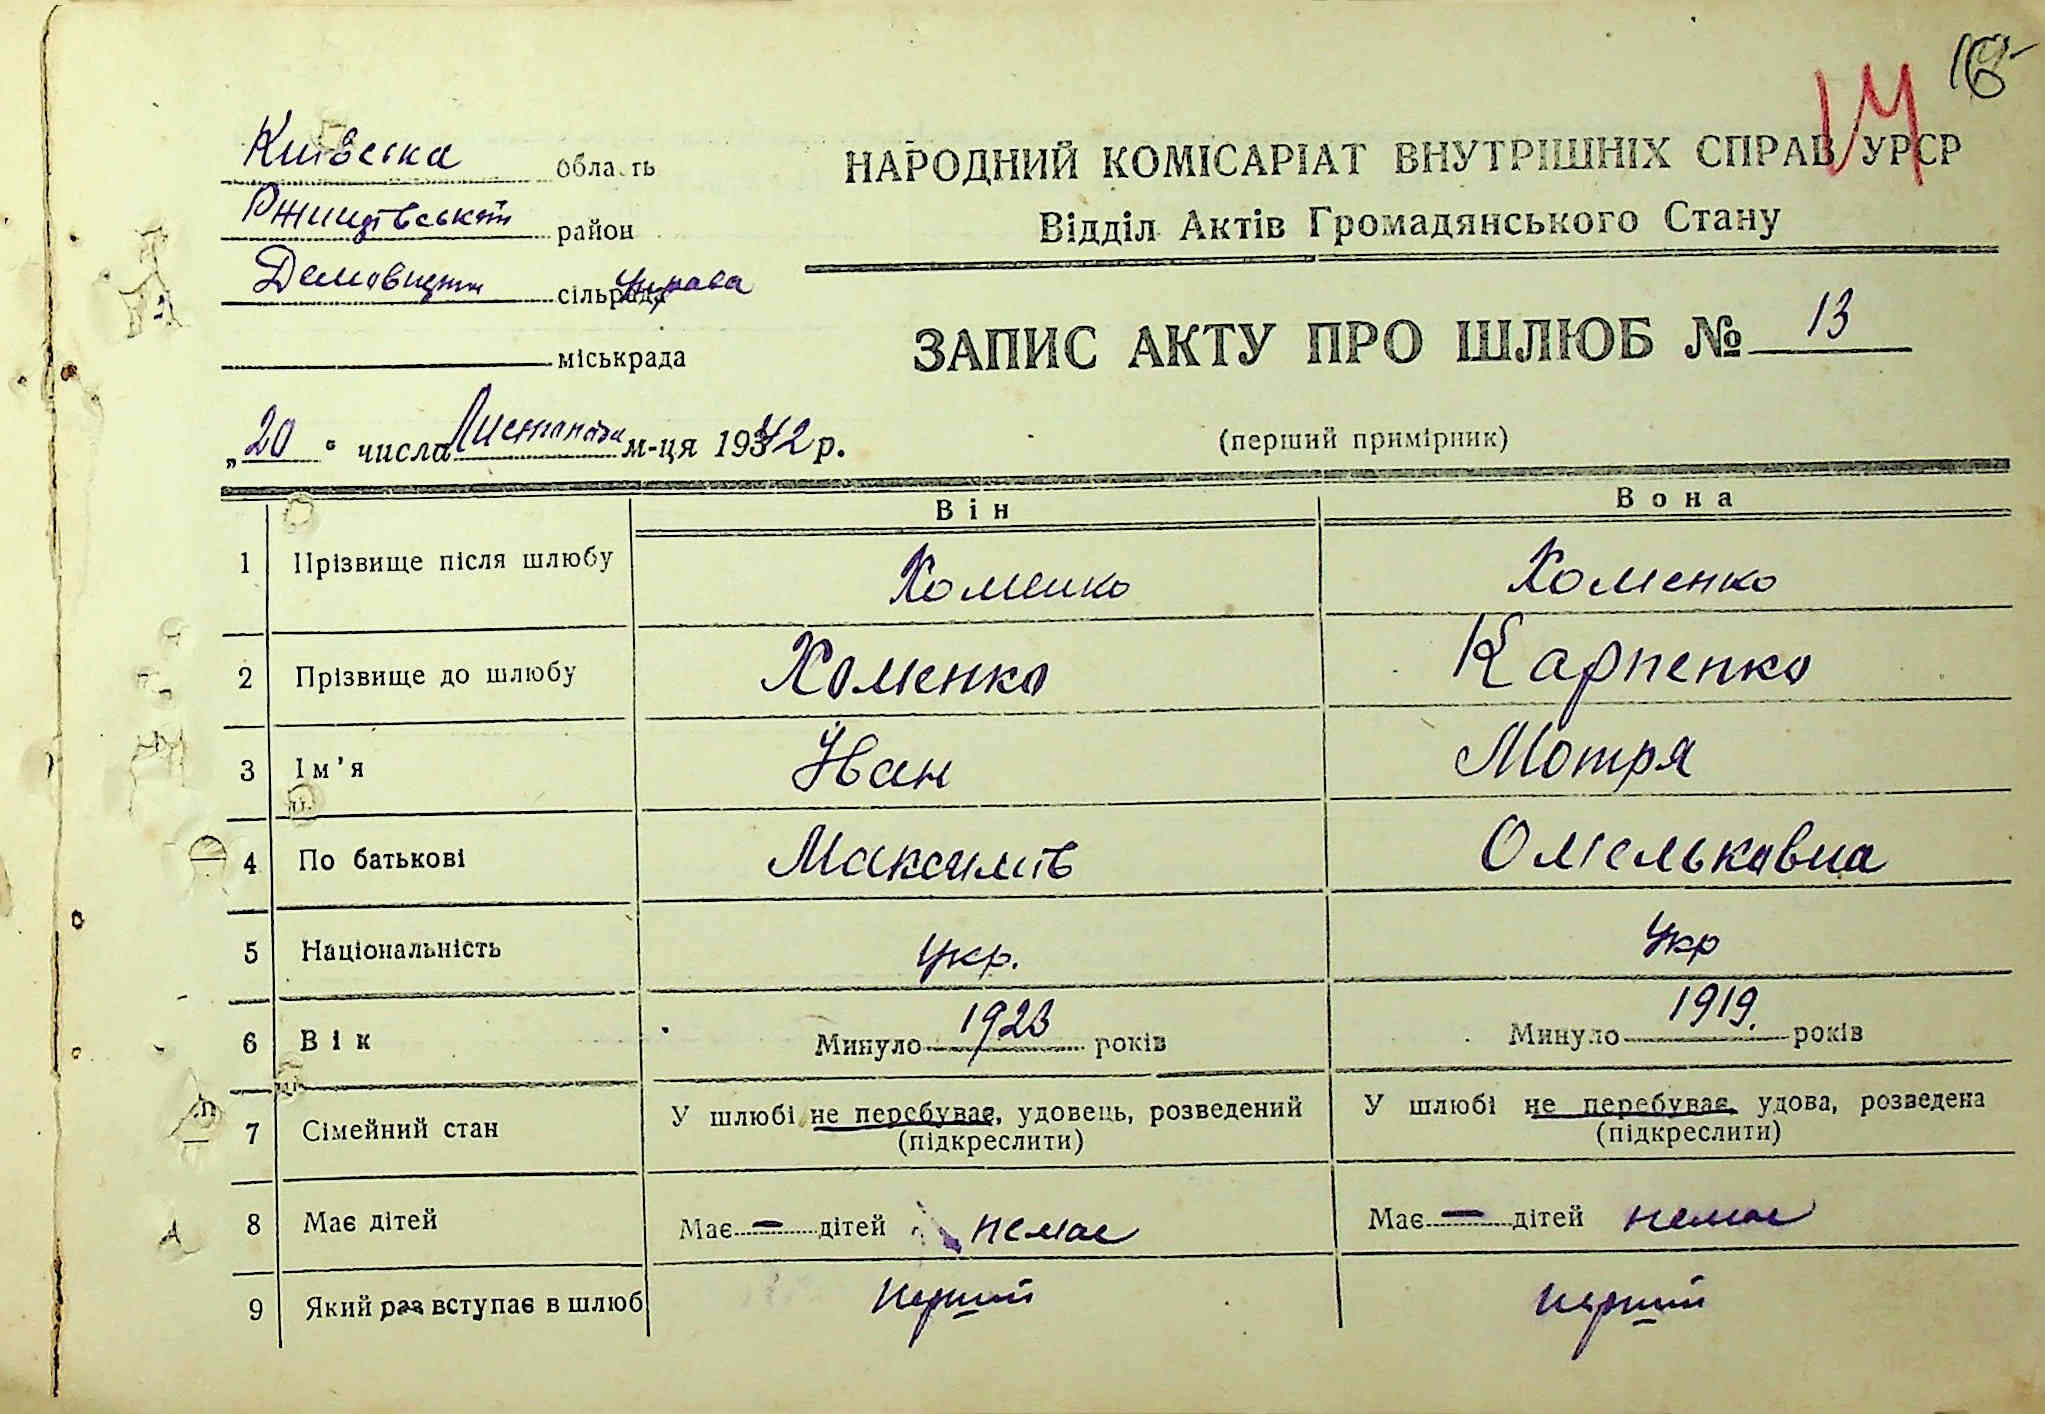 Київська область
Ржищівський район
сільрада Управа
міськрада
НАРОДНИЙ КОМІСАРІАТ ВНУТРІШНІХ СПРАВ УРСР
Відділ Актів Громадянського Стану
14
ЗАПИС АКТУ ПРО ШЛЮБ № 13
(перший примірник)
„20" числа Листопада м-ця 1942 р.
Він Вона
1 Прізвище після шлюбу Хоменко Хоменко
2 Прізвище до шлюбу Хоменко Карпенко
3 Ім'я Іван Мотря
4 По батькові Максимів Омельковна
5 Національність укр. укр
6 Вік Минуло 1923 років Минуло 1919. років
7 Сімейний стан У шлюбі не перебуває, удовець, розведений У шлюбі не перебуває, удова, розведена
(підкреслити) (підкреслити)
8 Має дітей Має — дітей немає Має — дітей немає
9 Який раз вступає в шлюб перший перший